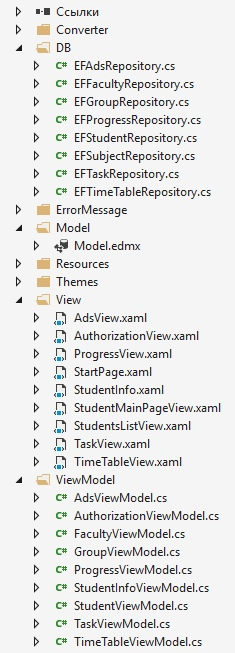 Ссылки
Converter
DB
EFAdsRepository.cs
EFFacultyRepository.cs
EFGroupRepository.cs
EFProgressRepository.cs
EFStudentRepository.cs
EFSubjectRepository.cs
EFTaskRepository.cs
EFTimeTableRepository.cs
ErrorMessage
Model
Model.edmx
Resources
Themes
View
AdsView.xaml
AuthorizationView.xaml
ProgressView.xaml
StartPage.xaml
StudentInfo.xaml
StudentMainPageView.xaml
StudentsListView.xaml
TaskView.xaml
TimeTableView.xaml
ViewModel
C# AdsViewModel.cs
C# AuthorizationViewModel.cs
C# FacultyViewModel.cs
C# GroupViewModel.cs
C# ProgressViewModel.cs
C# StudentInfoViewModel.cs
C# StudentViewModel.cs
C# TaskViewModel.cs
C# TimeTableViewModel.cs